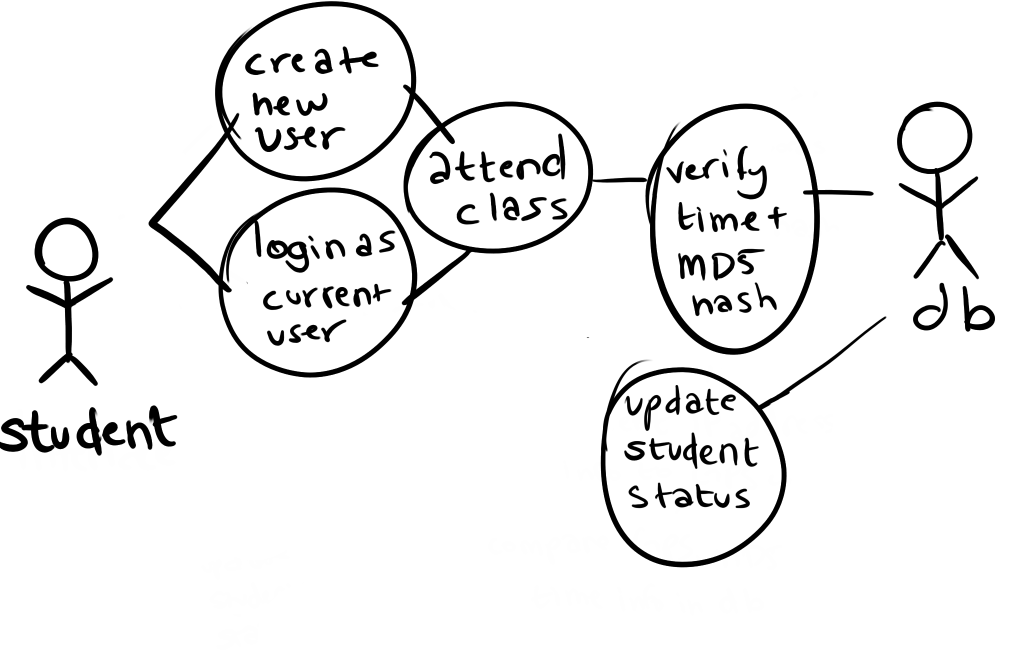 create
new
user
attend
class
verify
time+
MD5
hash
login as
current
user
db
update
student
status
student